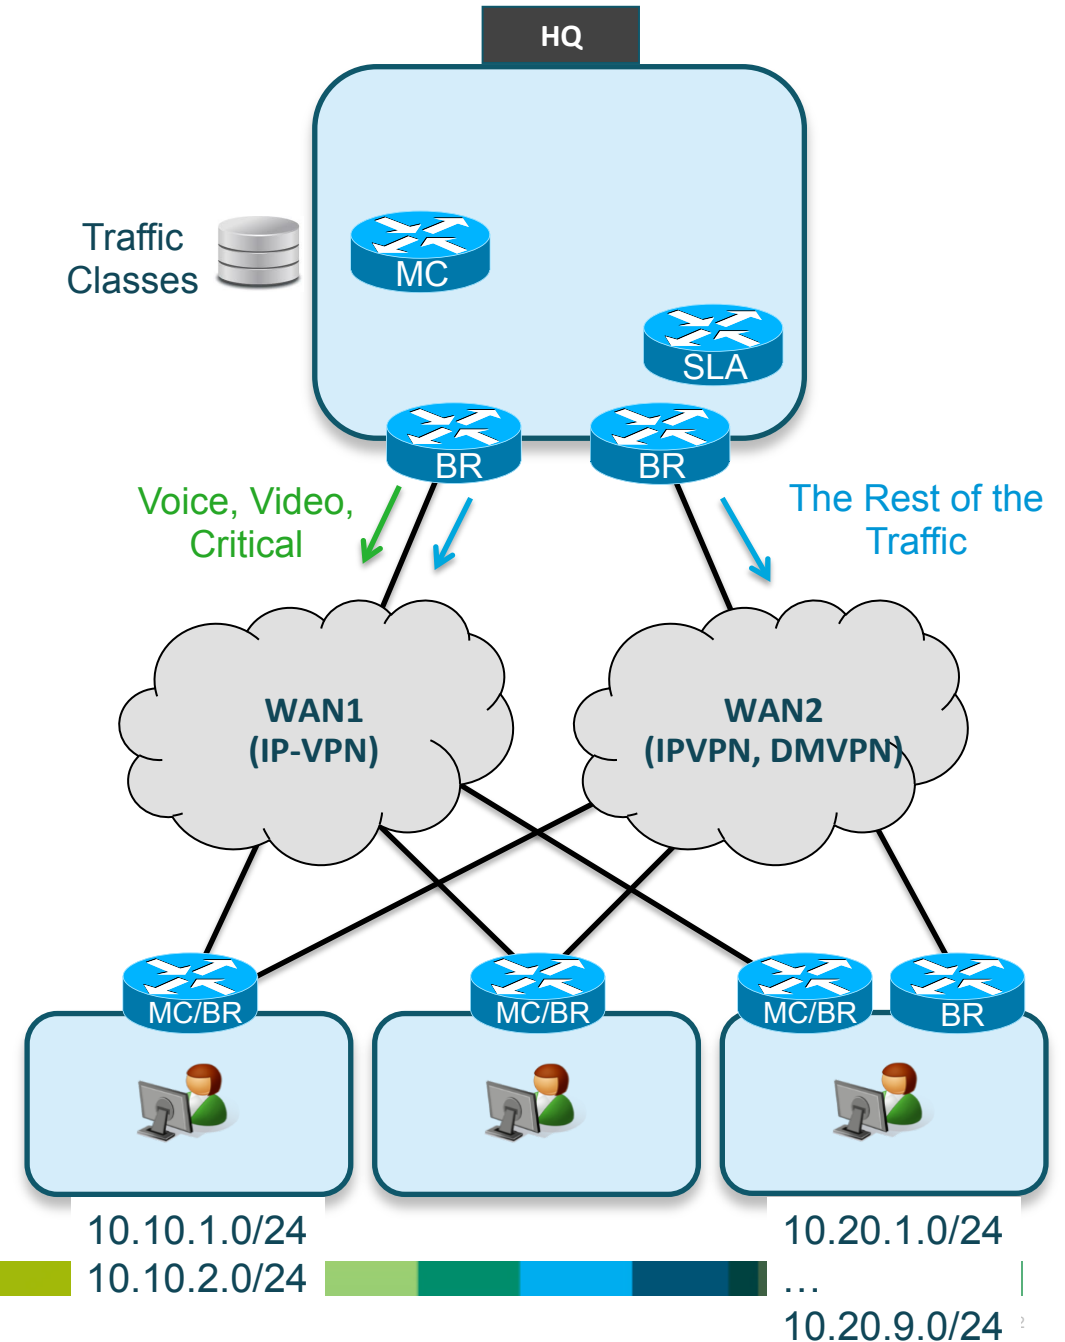 HQ
Traffic
Classes
MC
SLA
BR
BR
Voice, Video,
Critical
The Rest of the
Traffic
WAN1
(IP-VPN)
WAN2
(IPVPN, DMVPN)
MC/BR
MC/BR
MC/BR
BR
10.10.1.0/24
10.10.2.0/24
10.20.1.0/24
…
10.20.9.0/24
2